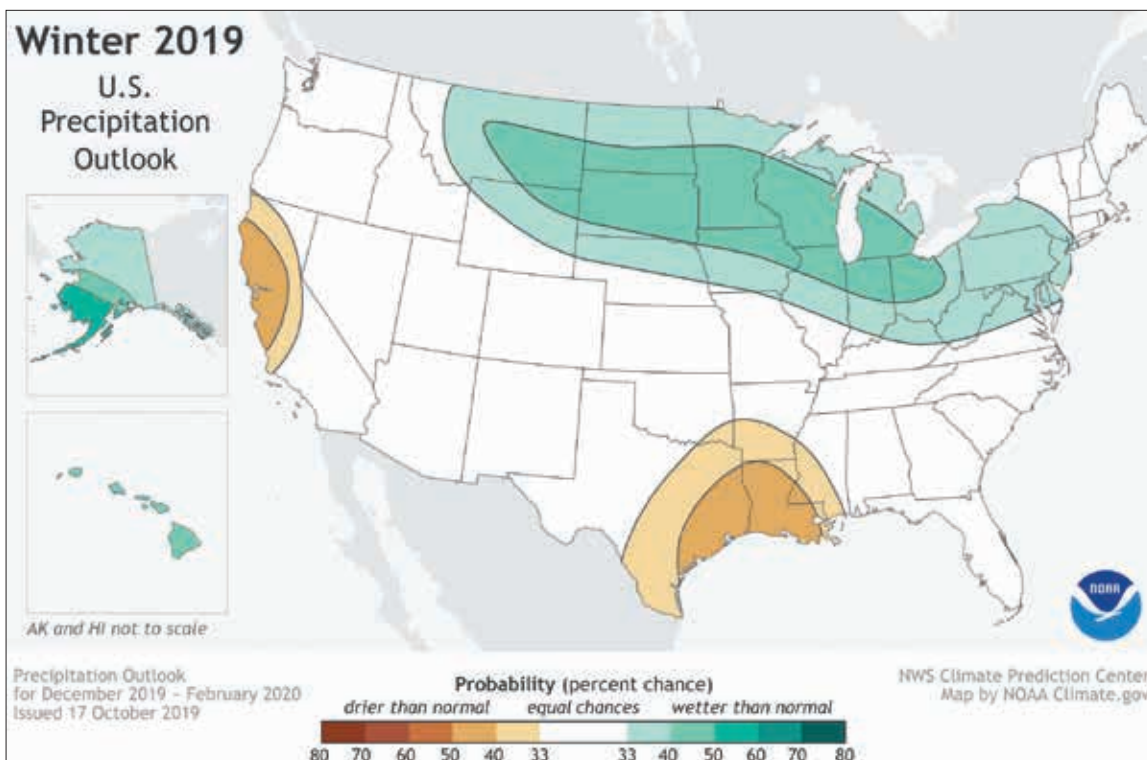 Winter 2019
U.S.
Precipitation
Outlook
AK and HI not to scale
NOAA
Precipitation Outlook
for December 2019 – February 2020
Issued 17 October 2019
NWS Climate Prediction Center
Map by NOAA Climate.gov
Probability (percent chance)
drier than normal equal chances wetter than normal
80 70 60 50 40 33 33 40 50 60 70 80